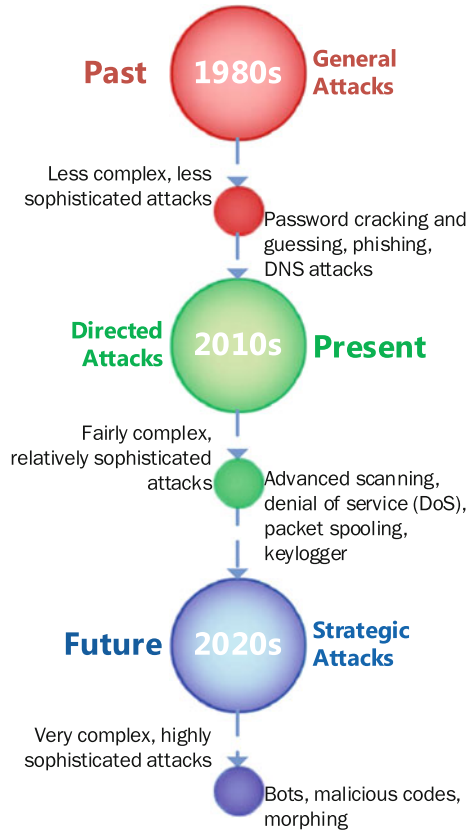 Past
1980s
General
Attacks
Less complex, less
sophisticated attacks
Password cracking and
guessing, phishing,
DNS attacks
Directed
Attacks
2010s
Present
Fairly complex,
relatively sophisticated
attacks
Advanced scanning,
denial of service (DoS),
packet spooling,
keylogger
Future
2020s
Strategic
Attacks
Very complex, highly
sophisticated attacks
Bots, malicious codes,
morphing